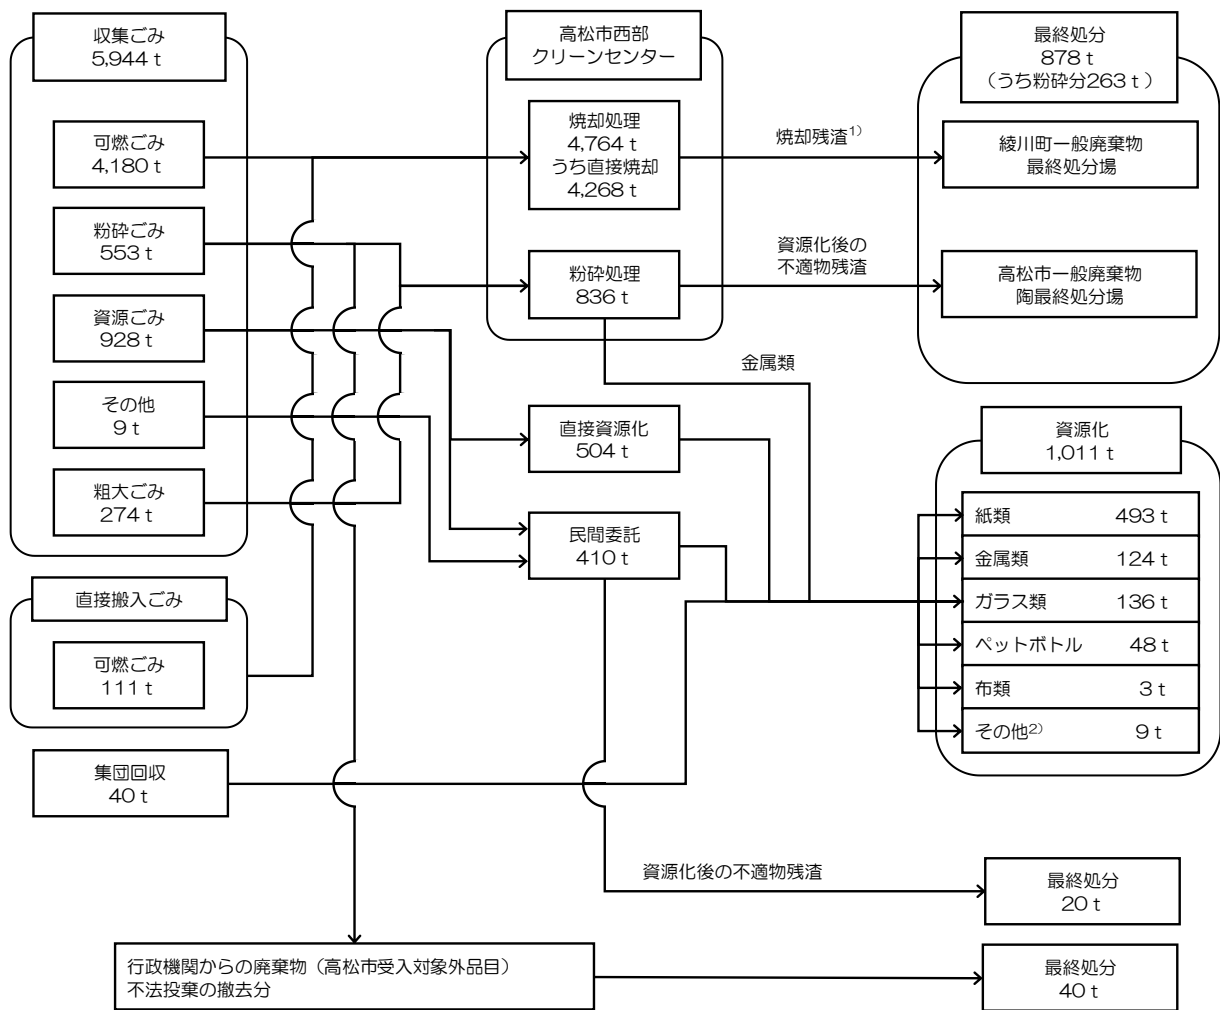 収集ごみ
5,944 t
可燃ごみ
4,180 t
粉砕ごみ
553 t
資源ごみ
928 t
その他
9 t
粗大ごみ
274 t
直接搬入ごみ
可燃ごみ
111 t
集団回収
40 t
高松市西部
クリーンセンター
焼却処理
4,764 t
うち直接焼却
4,268 t
粉砕処理
836 t
直接資源化
504 t
民間委託
410 t
焼却残渣1)
資源化後の
不適物残渣
金属類
最終処分
878 t
（うち粉砕分263 t）
綾川町一般廃棄物
最終処分場
高松市一般廃棄物
陶最終処分場
資源化
1,011 t
紙類 493 t
金属類 124 t
ガラス類 136 t
ペットボトル 48 t
布類 3 t
その他2) 9 t
資源化後の不適物残渣
最終処分
20 t
行政機関からの廃棄物（高松市受入対象外品目）
不法投棄の撤去分
最終処分
40 t